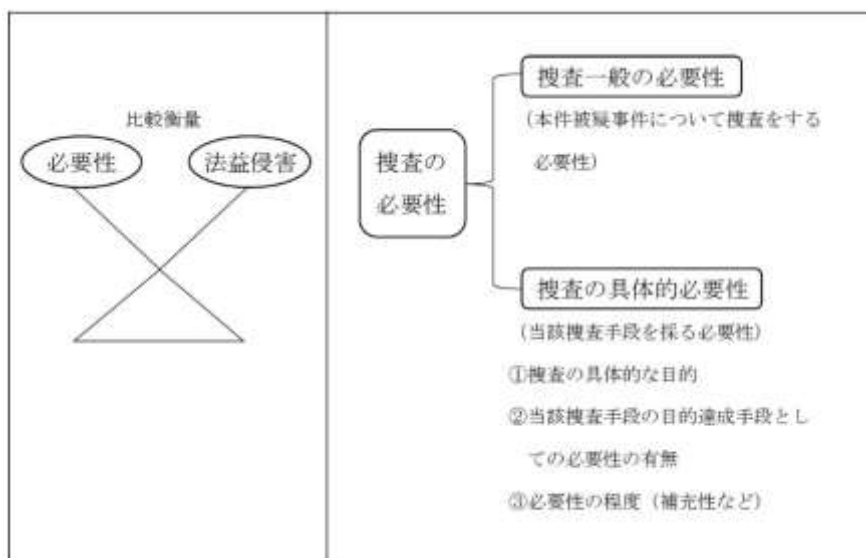 比較衡量
必要性
法益侵害
捜査の
必要性
捜査一般の必要性
（本件被疑事件について捜査をする
必要性）
捜査の具体的必要性
（当該捜査手段を採る必要性）
①捜査の具体的な目的
②当該捜査手段の目的達成手段とし
ての必要性の有無
③必要性の程度（補充性など）